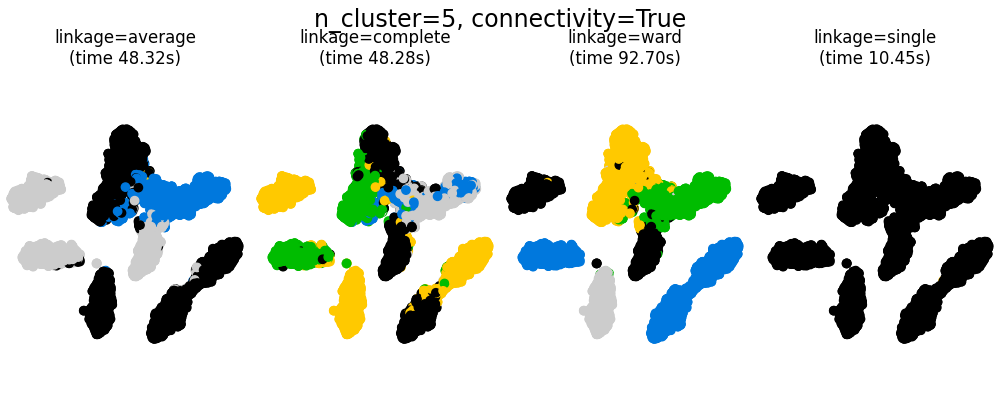 n_cluster=5, connectivity=True
linkage=average
(time 48.32s)
linkage=complete
(time 48.28s)
linkage=ward
(time 92.70s)
linkage=single
(time 10.45s)